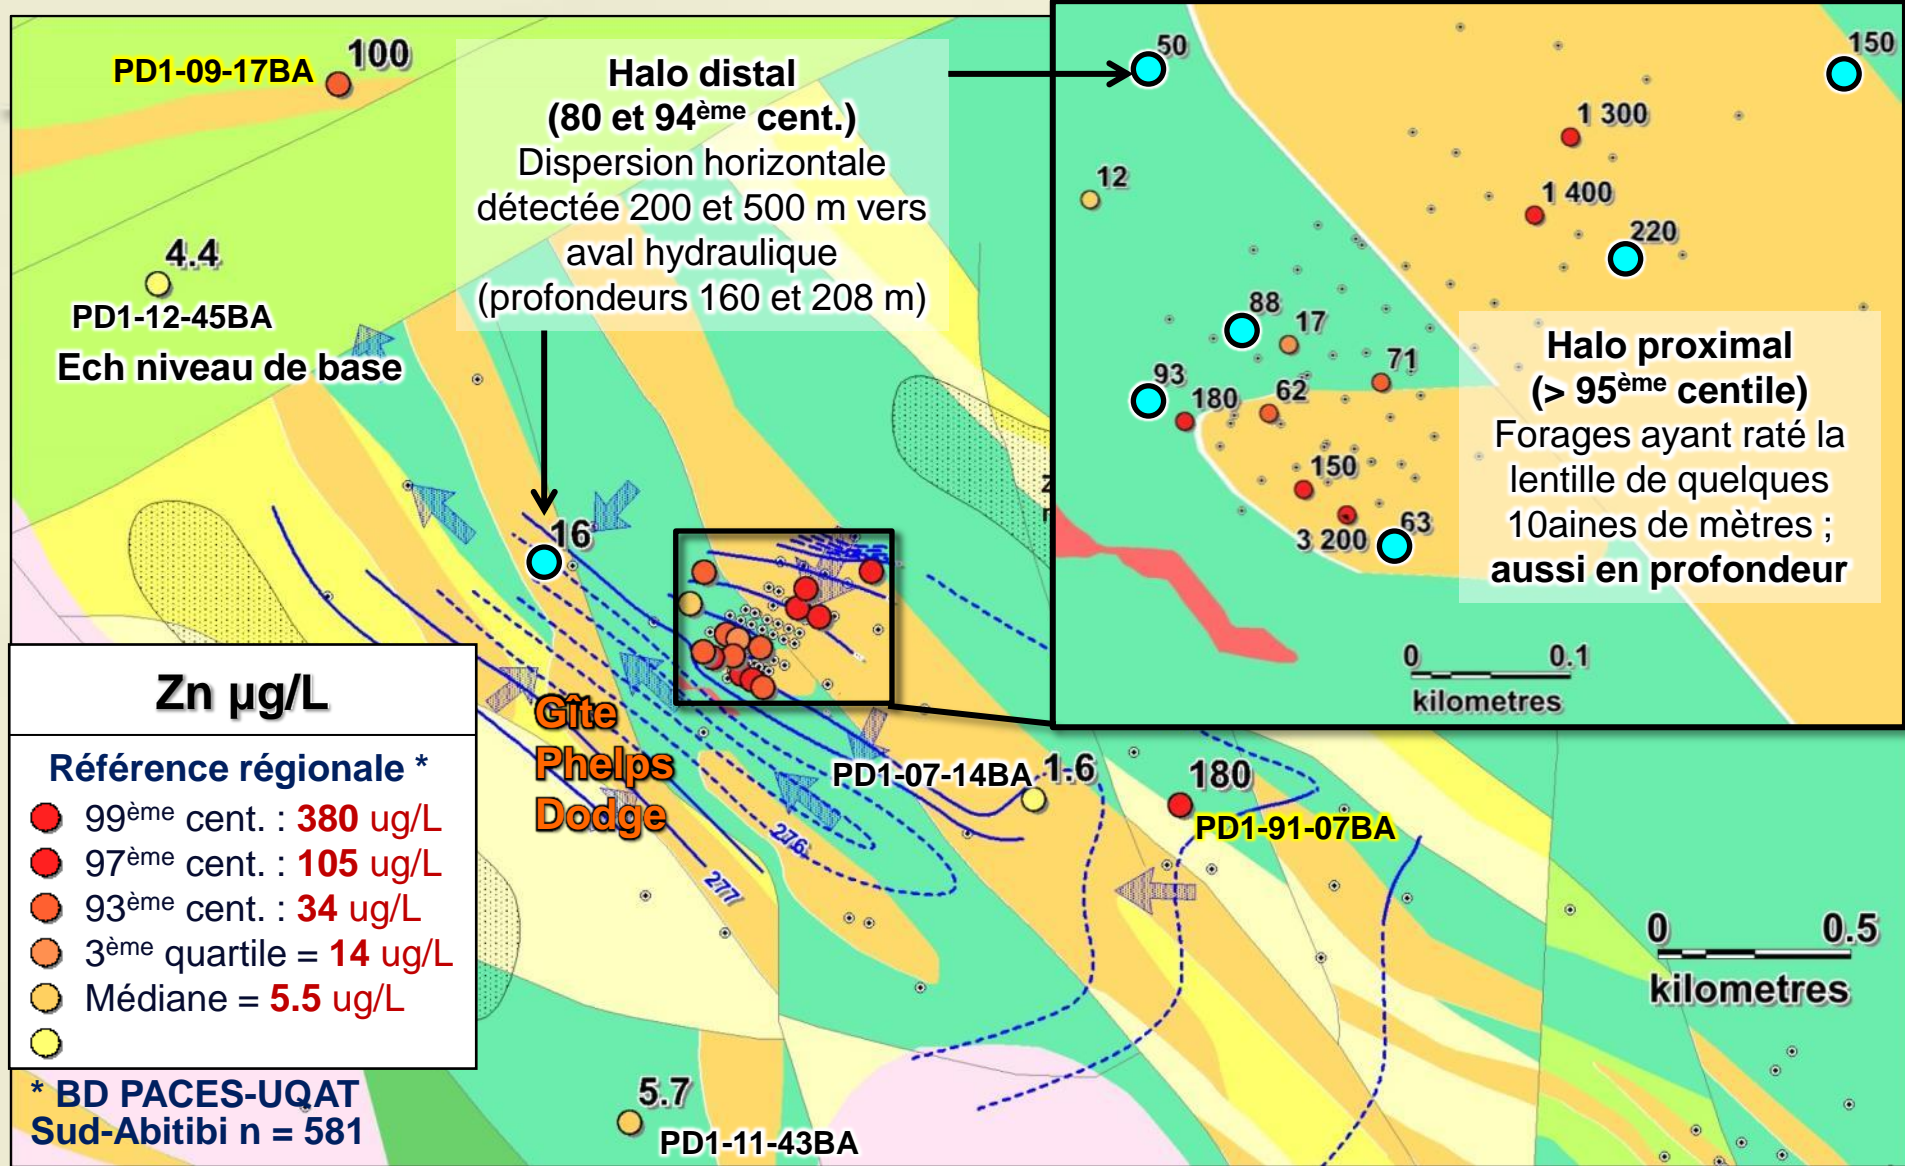 PD1-09-17BA
100
Halo distal
(80 et 94ème cent.)
Dispersion horizontale
détectée 200 et 500 m vers
aval hydraulique
(profondeurs 160 et 208 m)
4.4
PD1-12-45BA
Ech niveau de base
16
Gîte
Phelps
Dodge
276
277
PD1-07-14BA
1.6
180
PD1-91-07BA
5.7
PD1-11-43BA
0 0.5
kilometres
50
150
12
1 300
1 400
220
88
17
71
93
180
62
150
3 200
63
Halo proximal
(> 95ème centile)
Forages ayant raté la
lentille de quelques
10aines de mètres ;
aussi en profondeur
0 0.1
kilometres
Zn µg/L
Référence régionale *
99ème cent. : 380 ug/L
97ème cent. : 105 ug/L
93ème cent. : 34 ug/L
3ème quartile = 14 ug/L
Médiane = 5.5 ug/L
* BD PACES-UQAT
Sud-Abitibi n = 581